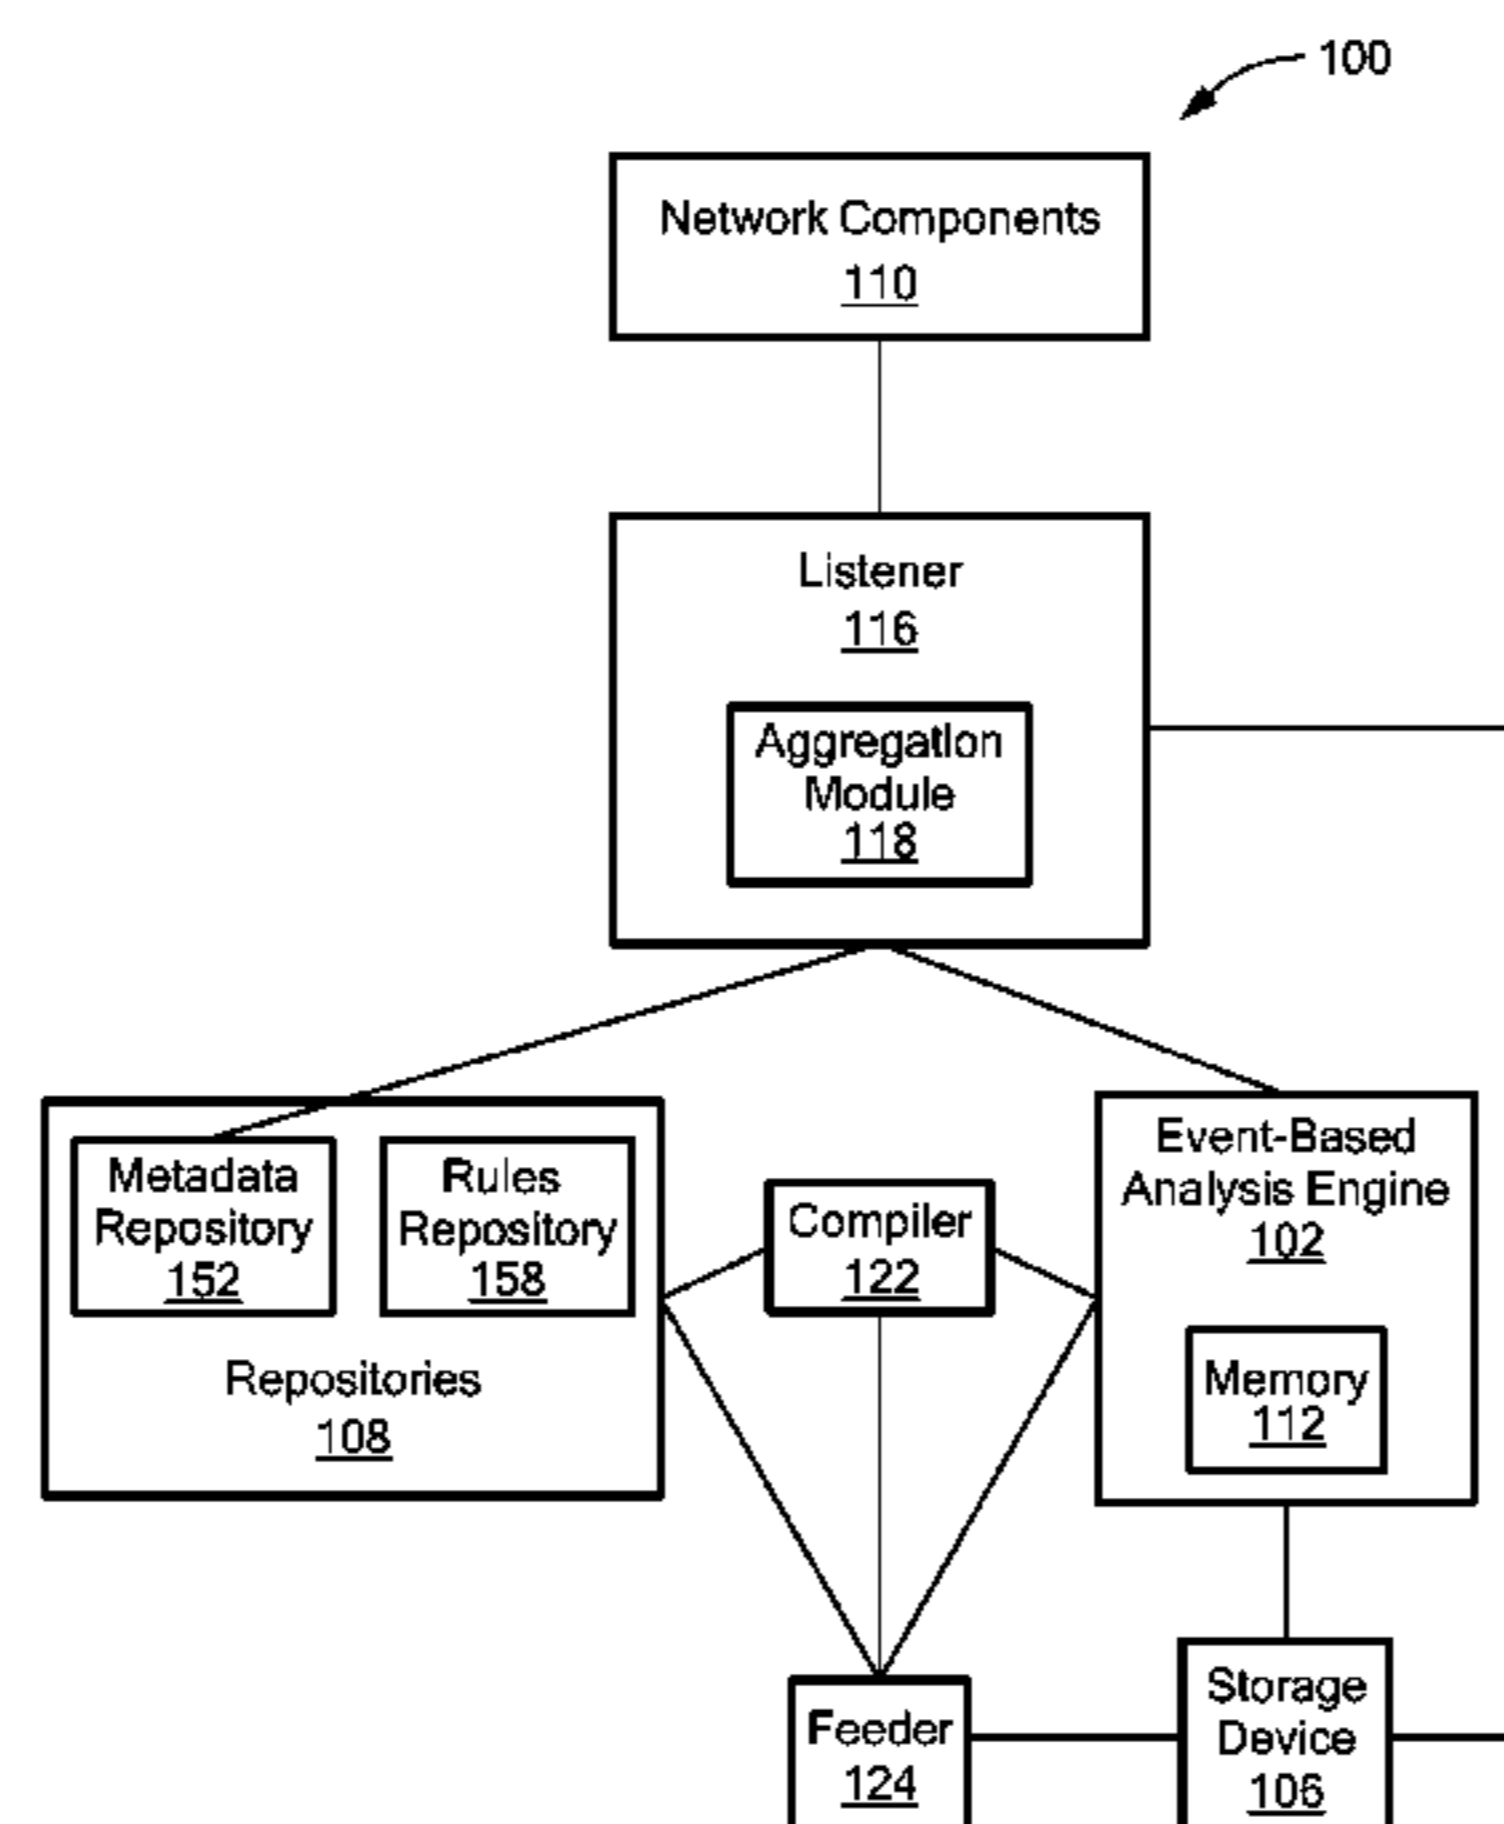 100
Network Components
110
Listener
116
Aggregation
Module
118
Metadata
Repository
152
Rules
Repository
158
Repositories
108
Compiler
122
Event-Based
Analysis Engine
102
Memory
112
Feeder
124
Storage
Device
106